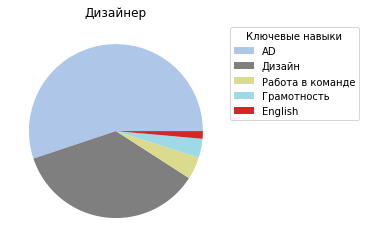 Дизайнер
Ключевые навыки
AD
Дизайн
Работа в команде
Грамотность
English